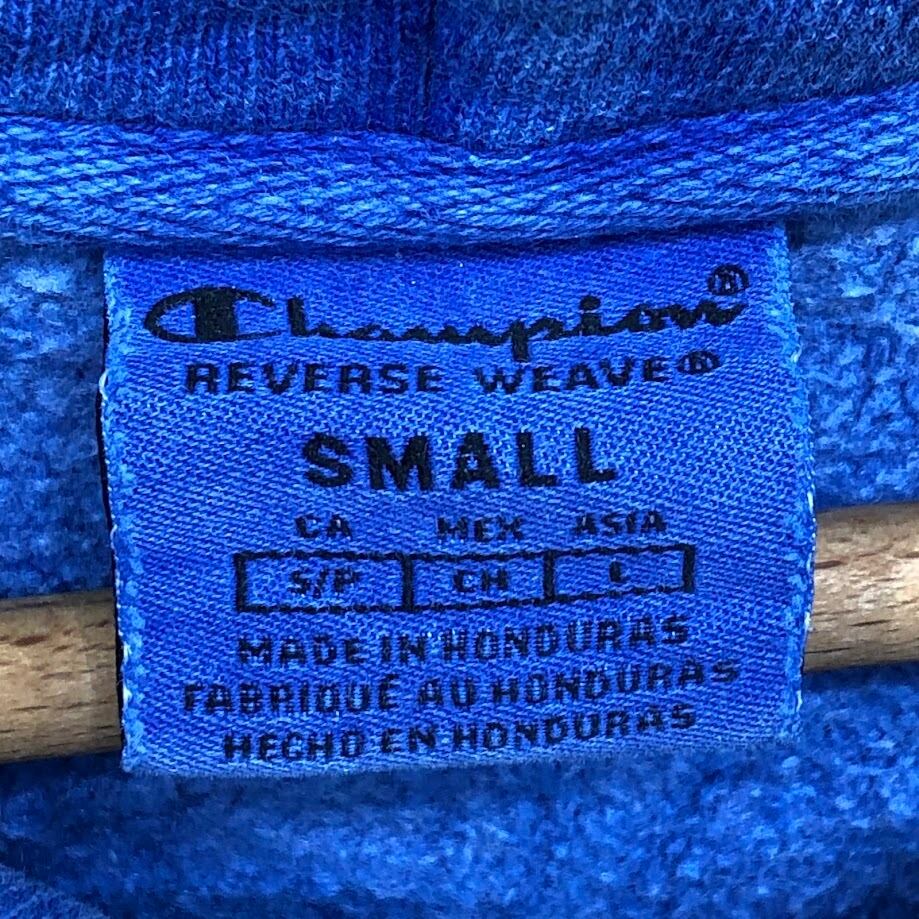 Champion®
REVERSE WEAVE®
SMALL
CA MEX ASIA
S/P CH L
MADE IN HONDURAS
FABRIQUÉ AU HONDURAS
HECHO EN HONDURAS